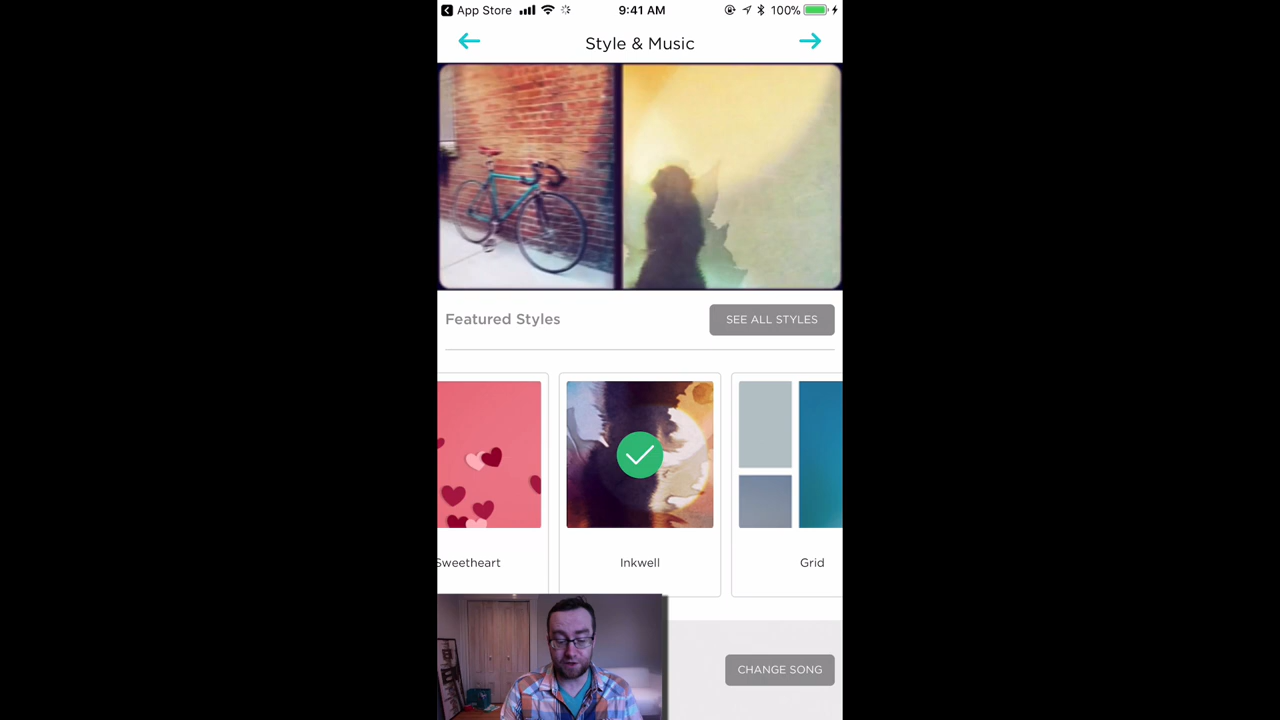 App Store
9:41 AM
100%
Style & Music
Featured Styles
SEE ALL STYLES
Sweetheart
Inkwell
Grid
CHANGE SONG